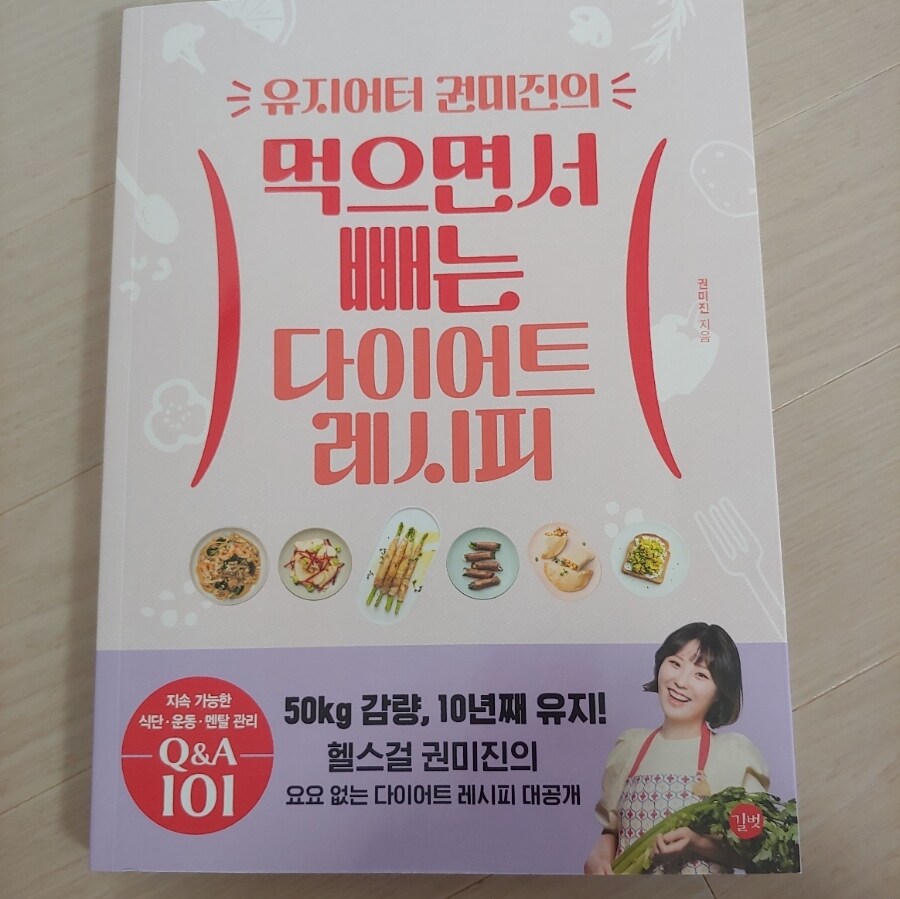 유지어터 권미진의
먹으면서
빼는
다이어트
레시피
권미진 지음
지속 가능한
식단·운동·멘탈 관리
Q&A
101
50kg 감량, 10년째 유지!
헬스걸 권미진의
요요 없는 다이어트 레시피 대공개
길벗